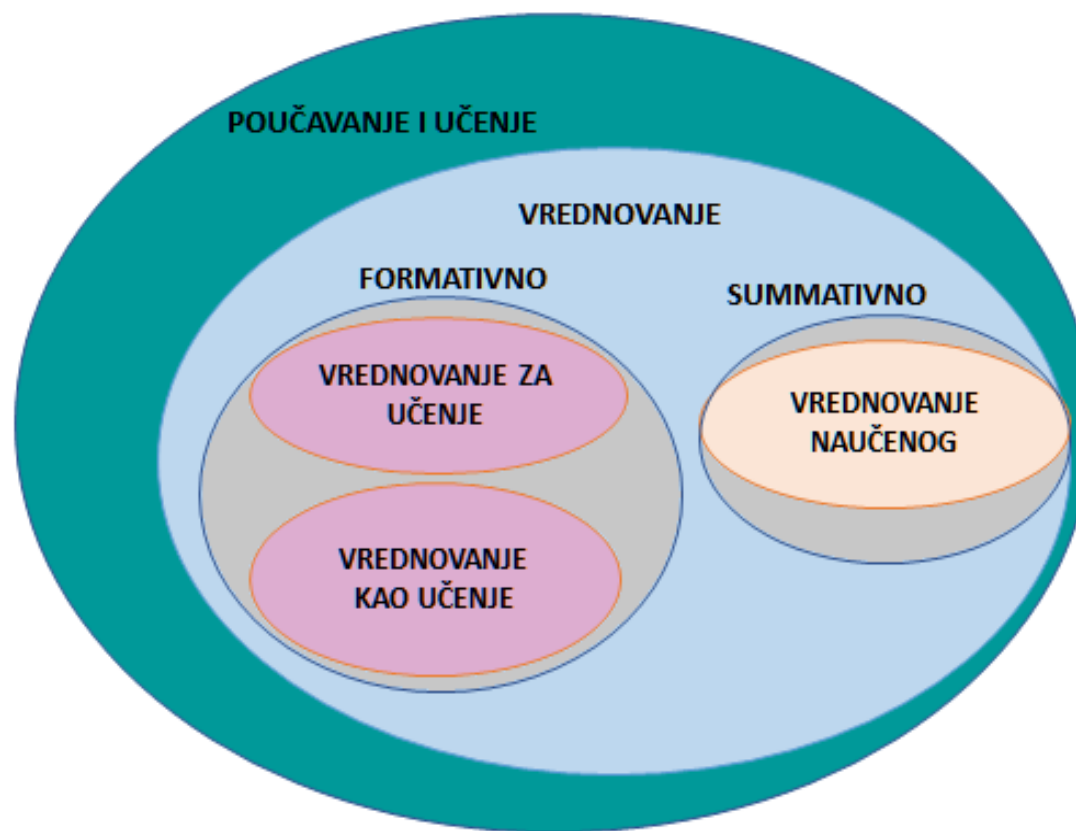 POUČAVANJE I UČENJE
VREDNOVANJE
FORMATIVNO
SUMMATIVNO
VREDNOVANJE ZA
UČENJE
VREDNOVANJE
NAUČENOG
VREDNOVANJE
KAO UČENJE